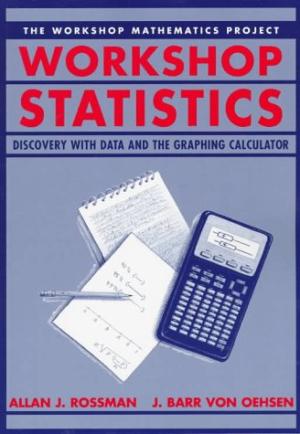 THE WORKSHOP MATHEMATICS PROJECT
WORKSHOP
STATISTICS
DISCOVERY WITH DATA AND THE GRAPHING CALCULATOR
ALLAN J. ROSSMAN J. BARR VON OEHSEN